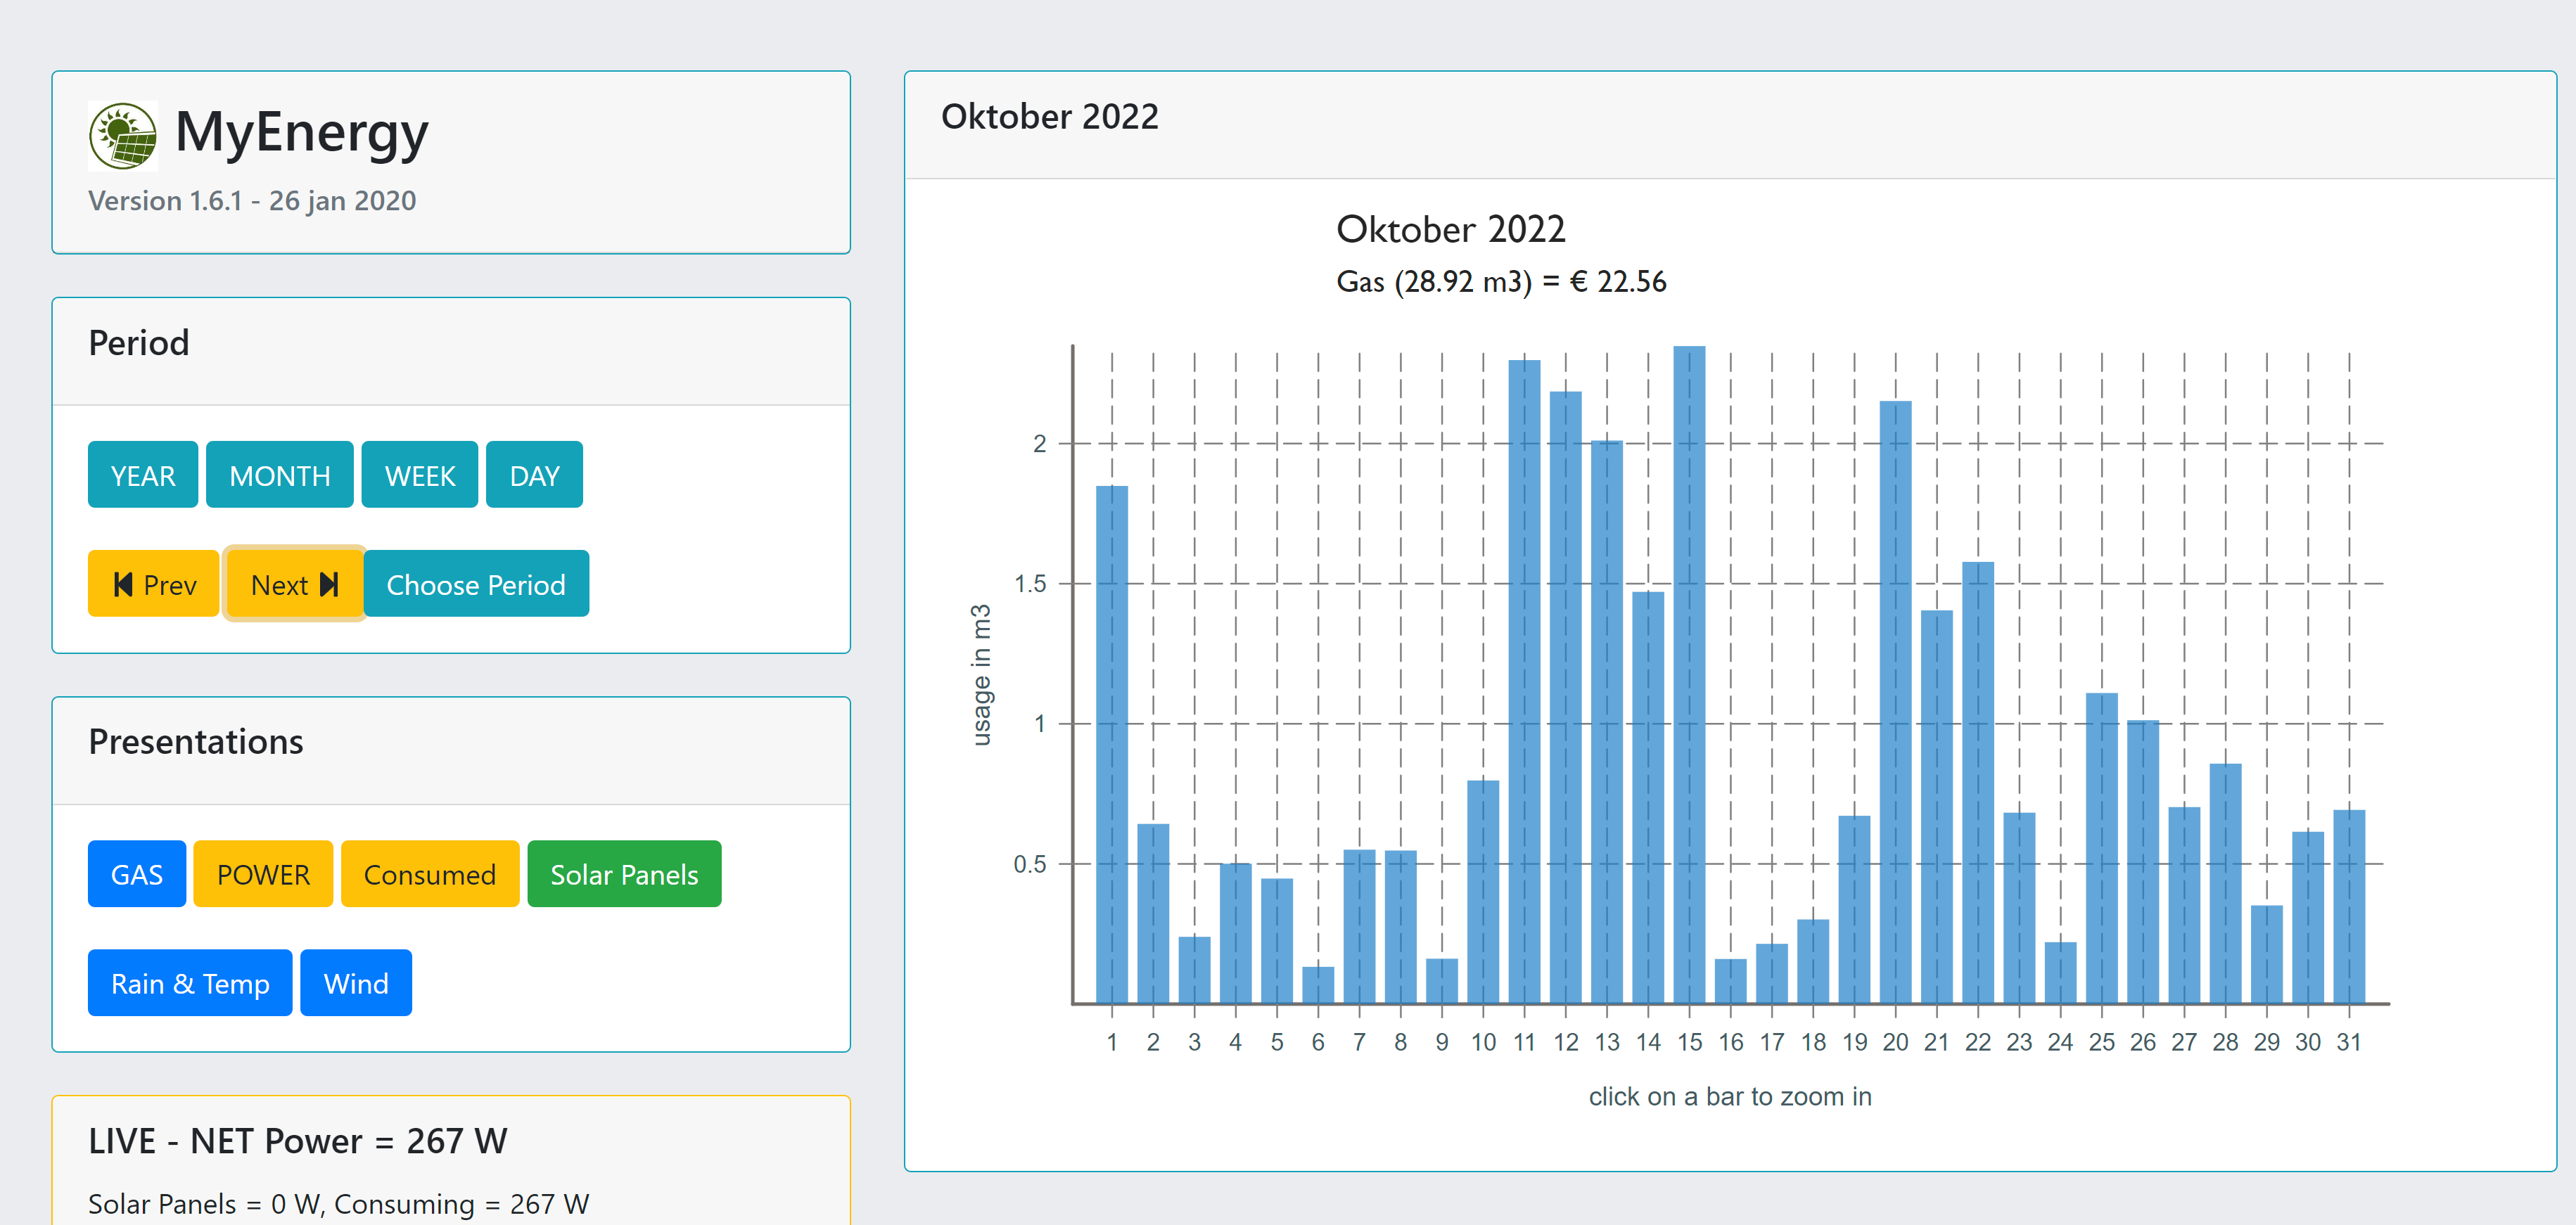 MyEnergy
Version 1.6.1 - 26 jan 2020
Period
YEAR MONTH WEEK DAY
Prev Next Choose Period
Presentations
GAS POWER Consumed Solar Panels
Rain & Temp Wind
LIVE - NET Power = 267 W
Solar Panels = 0 W, Consuming = 267 W
Oktober 2022
Oktober 2022
Gas (28.92 m3) = € 22.56
2
1.5
1
0.5
usage in m3
1 2 3 4 5 6 7 8 9 10 11 12 13 14 15 16 17 18 19 20 21 22 23 24 25 26 27 28 29 30 31
click on a bar to zoom in